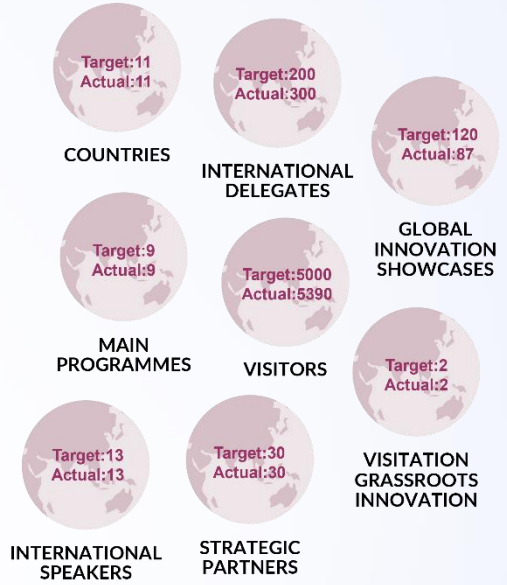 Target:11
Actual:11
COUNTRIES
Target:200
Actual:300
INTERNATIONAL
DELEGATES
Target:120
Actual:87
GLOBAL
INNOVATION
SHOWCASES
Target:9
Actual:9
MAIN
PROGRAMMES
Target:5000
Actual:5390
VISITORS
Target:2
Actual:2
VISITATION
GRASSROOTS
INNOVATION
Target:13
Actual:13
INTERNATIONAL
SPEAKERS
Target:30
Actual:30
STRATEGIC
PARTNERS